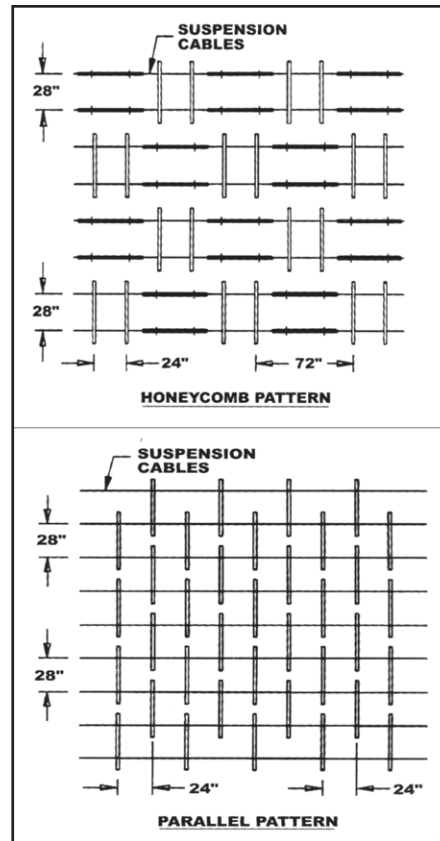 SUSPENSION
CABLES
28"
28"
24"
72"
HONEYCOMB PATTERN
SUSPENSION
CABLES
28"
28"
24"
24"
PARALLEL PATTERN